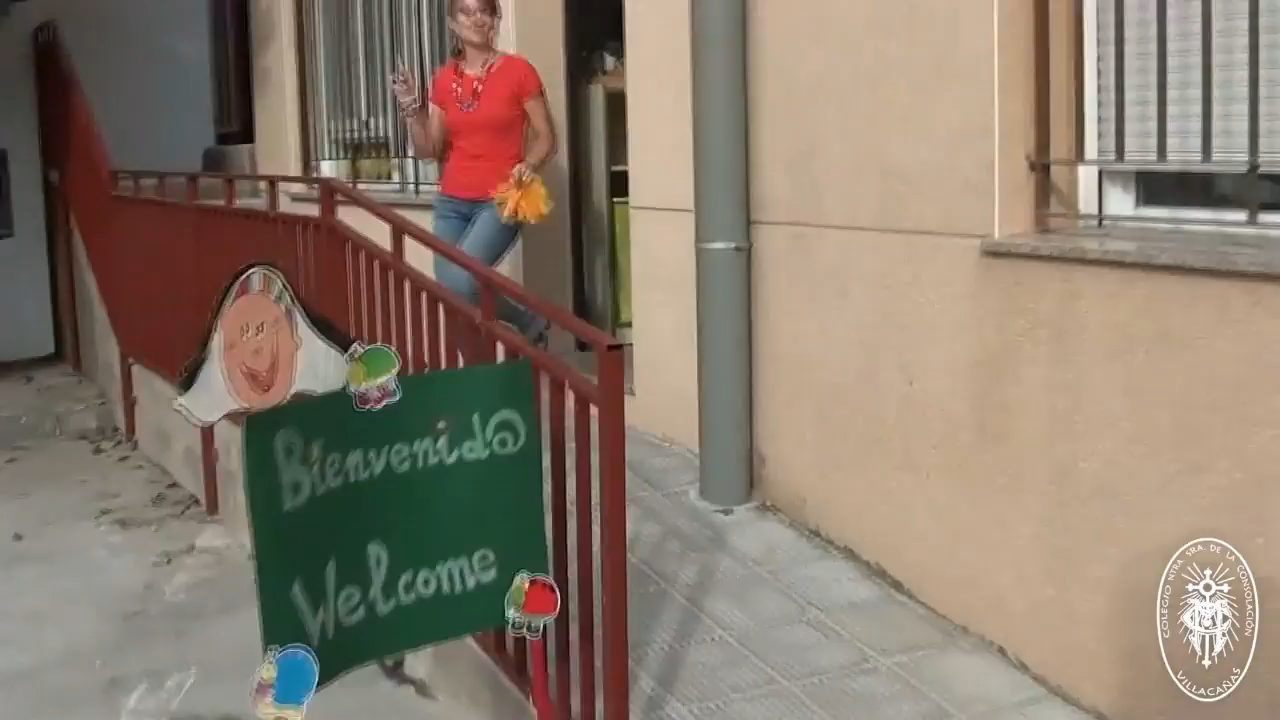 Bienvenid@
Welcome
COLEGIO NTRA. SRA. DE LA CONSOLACIÓN
VILLACAÑAS